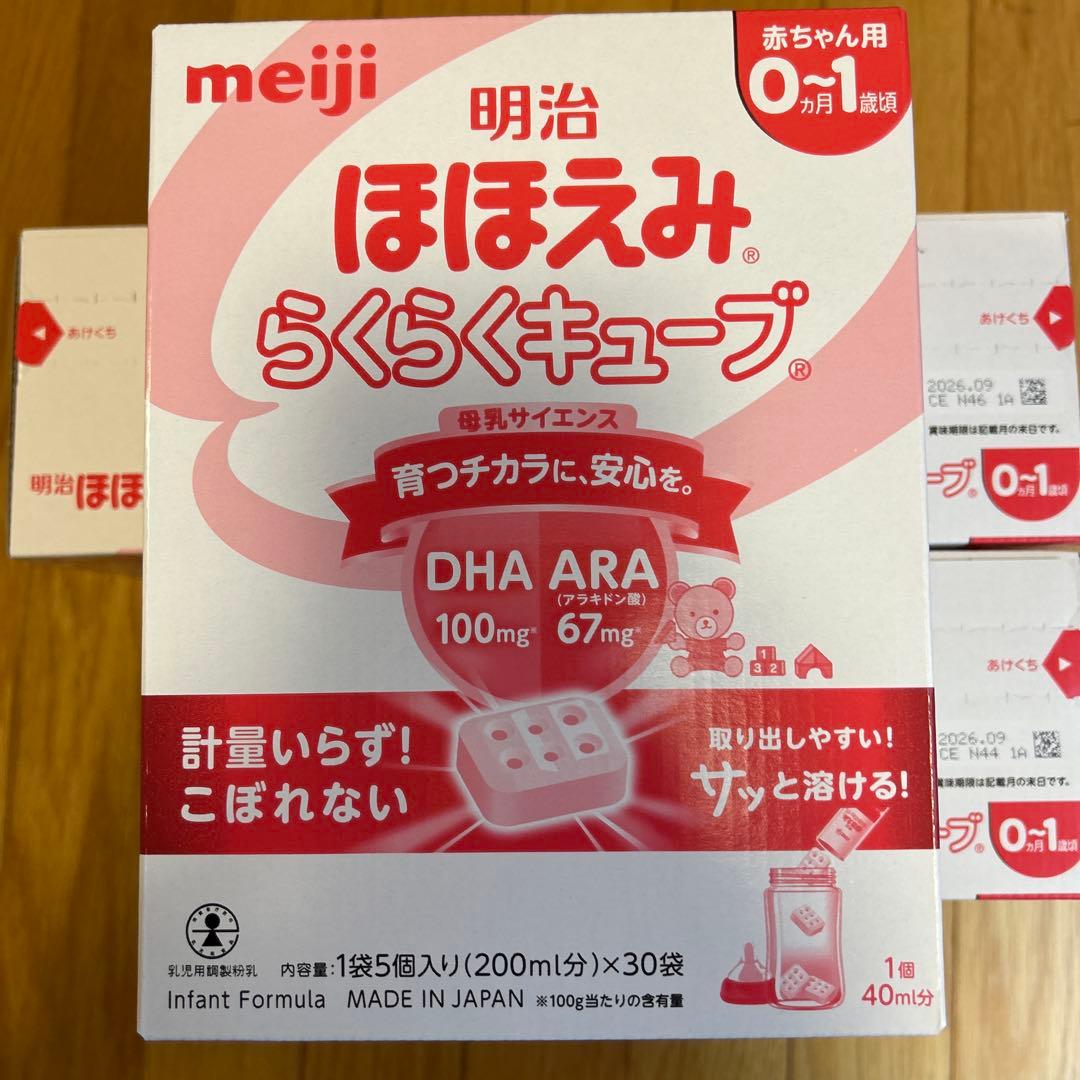 meiji
赤ちゃん用
0ヵ月~1歳頃
明治
ほほえみ®
らくらくキューブ®
母乳サイエンス
育つチカラに、安心を。
DHA 100mg*
ARA (アラキドン酸) 67mg*
1
3 2
計量いらず!
こぼれない
取り出しやすい!
サッと溶ける!
乳児用調製粉乳
内容量:1袋5個入り(200ml分)×30袋
Infant Formula MADE IN JAPAN ※100g当たりの含有量
1個
40ml分
あけくち
明治ほほ
あけくち
2026.09
CE N46 1A
賞味期限は記載月の末日です。
ーブ® 0ヵ月~1歳頃
あけくち
2026.09
CE N44 1A
賞味期限は記載月の末日です。
ーブ® 0ヵ月~1歳頃